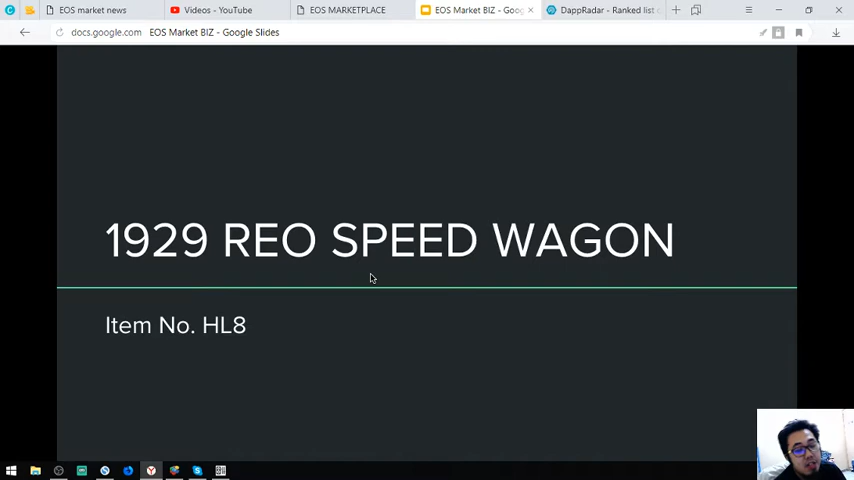 EOS market news
Videos - YouTube
EOS MARKETPLACE
EOS Market BIZ - Goog
DappRadar - Ranked list
docs.google.com EOS Market BIZ - Google Slides
1929 REO SPEED WAGON
Item No. HL8